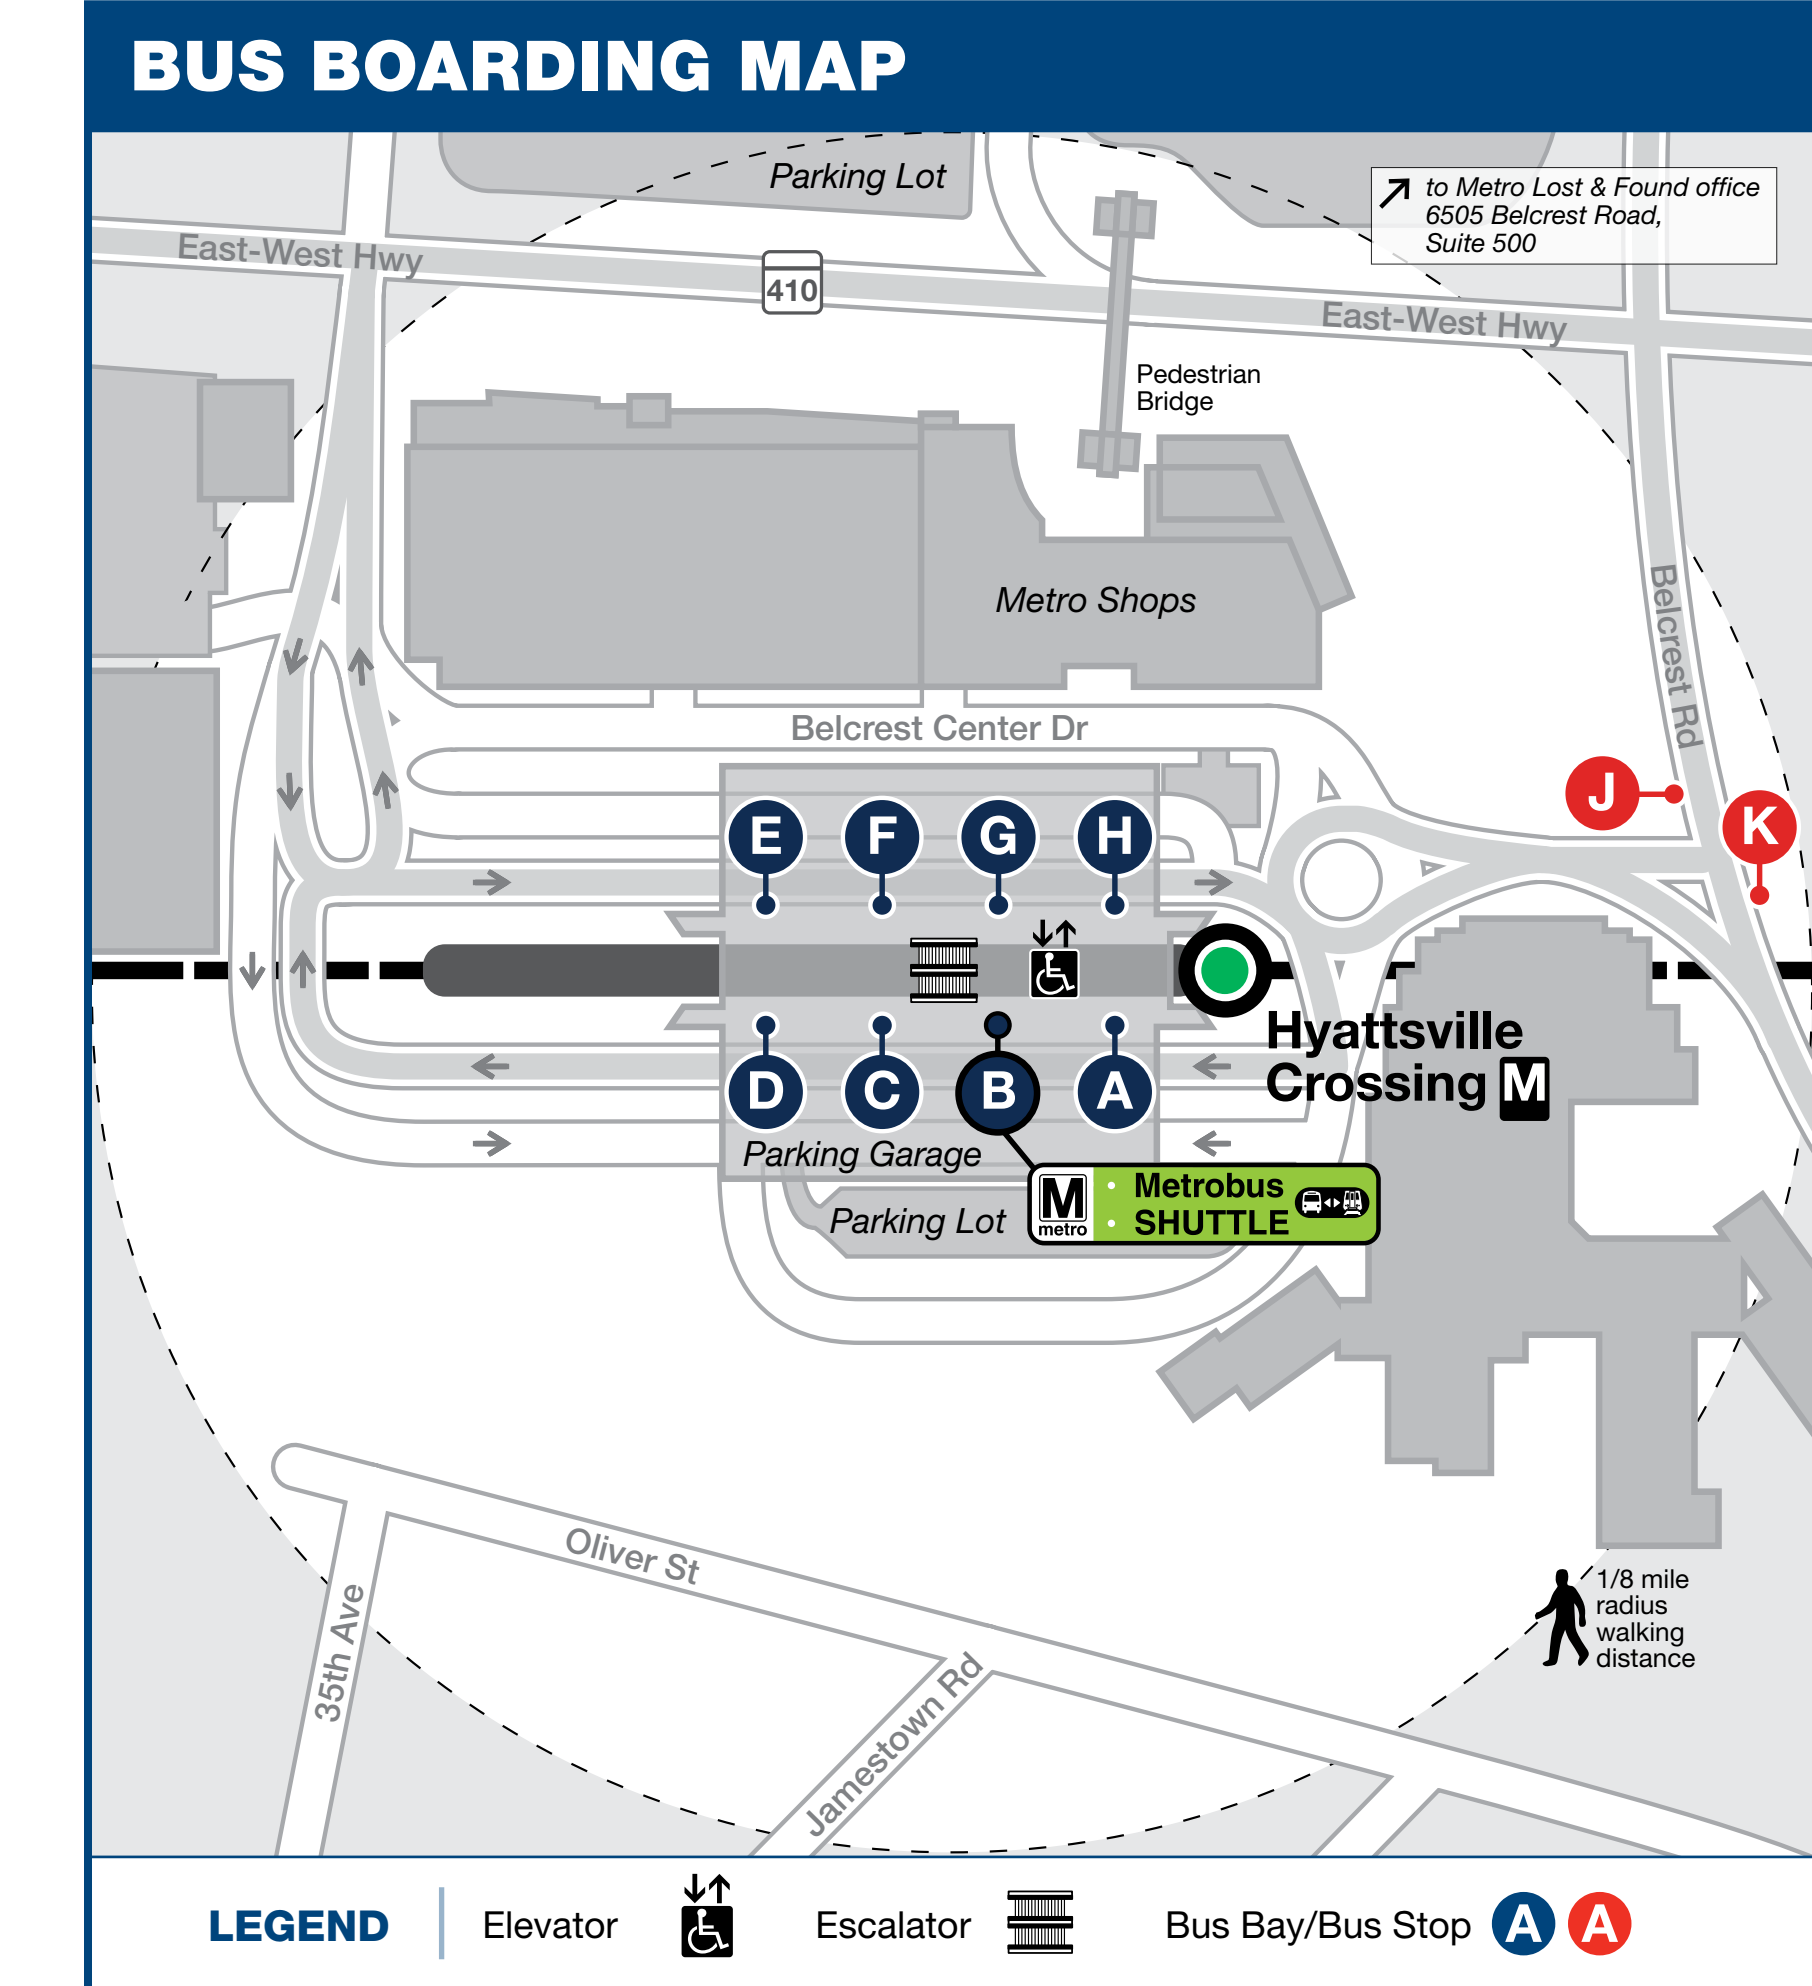 BUS BOARDING MAP
Parking Lot
to Metro Lost & Found office
6505 Belcrest Road,
Suite 500
East-West Hwy
410
East-West Hwy
Pedestrian
Bridge
Metro Shops
Belcrest Rd
Belcrest Center Dr
J
K
E
F
G
H
Hyattsville
Crossing M
D
C
B
A
Parking Garage
M
metro
• Metrobus
• SHUTTLE
Parking Lot
Oliver St
35th Ave
Jamestown Rd
1/8 mile
radius
walking
distance
LEGEND
Elevator
Escalator
Bus Bay/Bus Stop
A
A